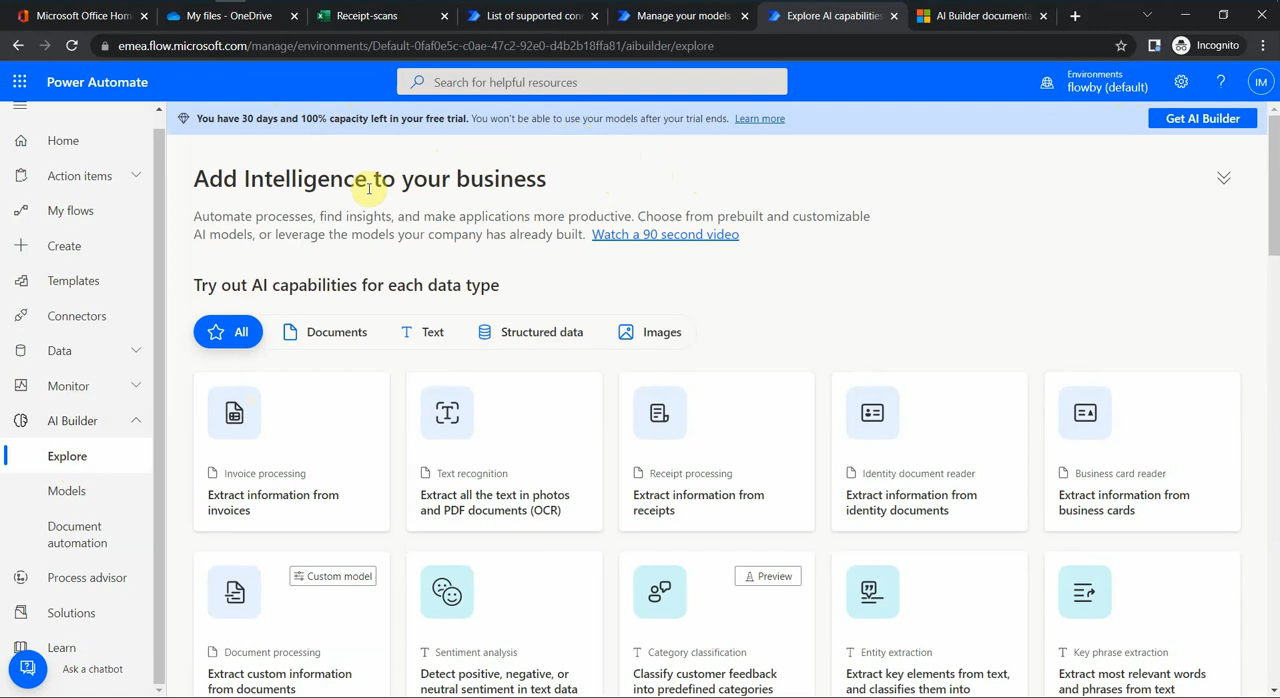 Microsoft Office Hom
My files - OneDrive
Receipt-scans
List of supported con
Manage your models
Explore AI capabilities
AI Builder documenta
emea.flow.microsoft.com/manage/environments/Default-0faf0e5c-c0ae-47c2-92e0-d4b2b18ffa81/aibuilder/explore
Incognito
Power Automate
Search for helpful resources
Environments
flowby (default)
IM
You have 30 days and 100% capacity left in your free trial. You won't be able to use your models after your trial ends. Learn more
Get AI Builder
Home
Action items
My flows
Create
Templates
Connectors
Data
Monitor
AI Builder
Explore
Models
Document
automation
Process advisor
Solutions
Learn
Ask a chatbot
Add Intelligence to your business
Automate processes, find insights, and make applications more productive. Choose from prebuilt and customizable
AI models, or leverage the models your company has already built. Watch a 90 second video
Try out AI capabilities for each data type
All
Documents
Text
Structured data
Images
Invoice processing
Extract information from
invoices
Text recognition
Extract all the text in photos
and PDF documents (OCR)
Receipt processing
Extract information from
receipts
Identity document reader
Extract information from
identity documents
Business card reader
Extract information from
business cards
Custom model
Document processing
Extract custom information
from documents
Sentiment analysis
Detect positive, negative, or
neutral sentiment in text data
Preview
Category classification
Classify customer feedback
into predefined categories
Entity extraction
Extract key elements from text,
and classifies them into
Key phrase extraction
Extract most relevant words
and phrases from text